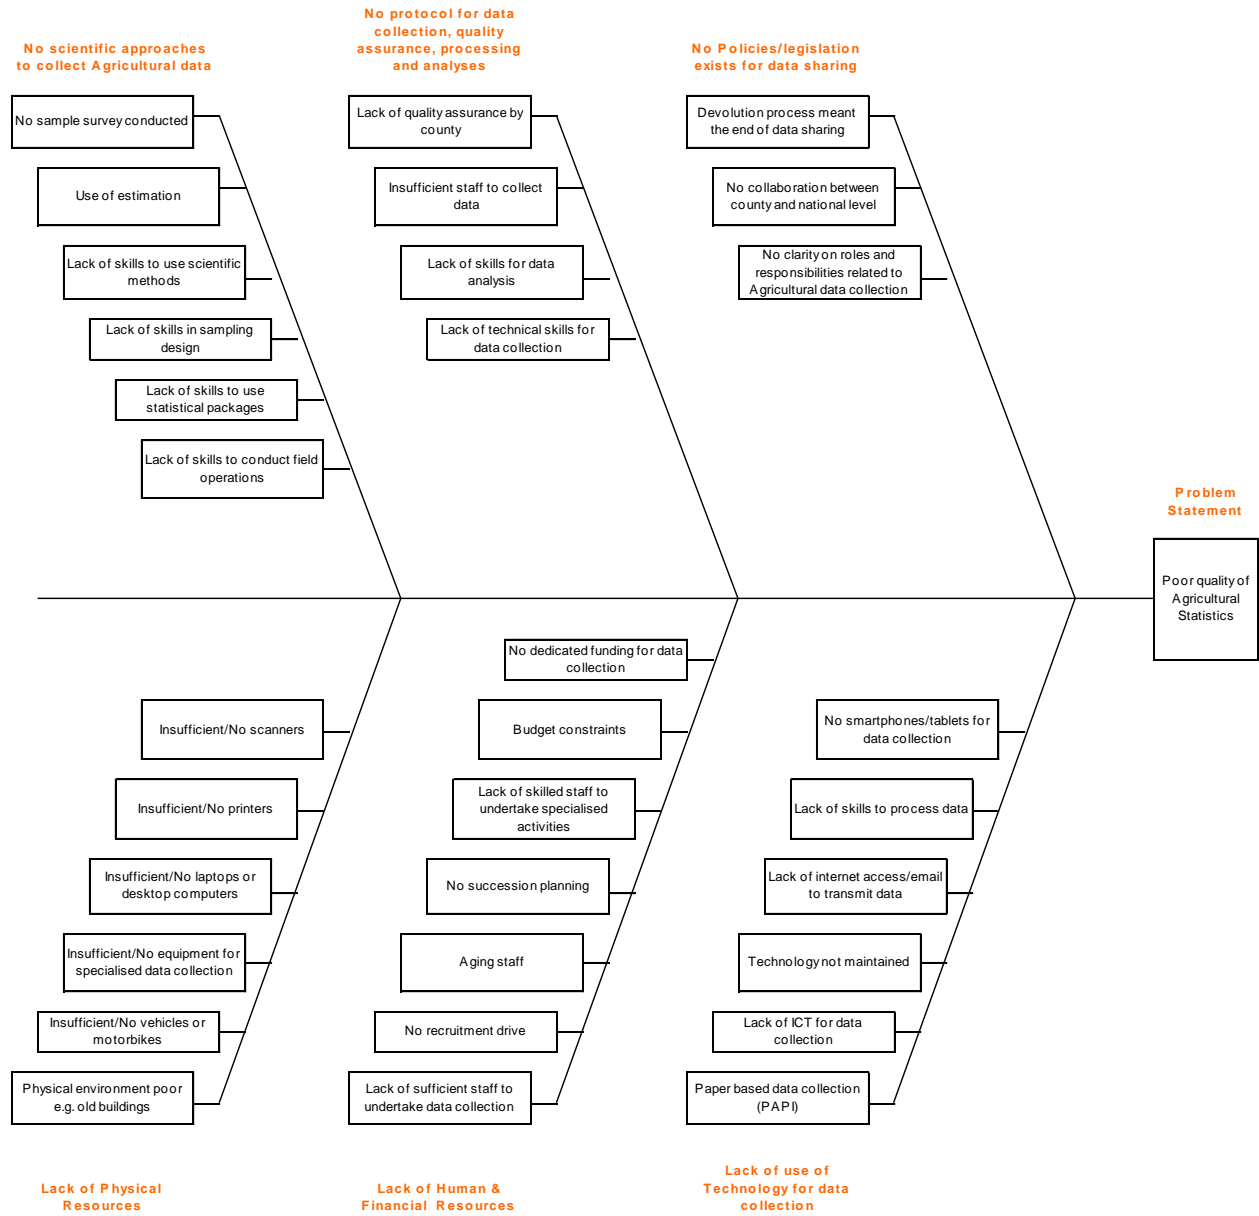 No scientific approaches
to collect Agricultural data
No sample survey conducted
Use of estimation
Lack of skills to use scientific
methods
Lack of skills in sampling
design
Lack of skills to use
statistical packages
Lack of skills to conduct field
operations
No protocol for data
collection, quality
assurance, processing
and analyses
Lack of quality assurance by
county
Insufficient staff to collect
data
Lack of skills for data
analysis
Lack of technical skills for
data collection
No Policies/legislation
exists for data sharing
Devolution process meant
the end of data sharing
No collaboration between
county and national level
No clarity on roles and
responsibilities related to
Agricultural data collection
Problem
Statement
Poor quality of
Agricultural
Statistics
Insufficient/No scanners
Insufficient/No printers
Insufficient/No laptops or
desktop computers
Insufficient/No equipment for
specialised data collection
Insufficient/No vehicles or
motorbikes
Physical environment poor
e.g. old buildings
Lack of Physical
Resources
No dedicated funding for data
collection
Budget constraints
Lack of skilled staff to
undertake specialised
activities
No succession planning
Aging staff
No recruitment drive
Lack of sufficient staff to
undertake data collection
Lack of Human &
Financial Resources
No smartphones/tablets for
data collection
Lack of skills to process data
Lack of internet access/email
to transmit data
Technology not maintained
Lack of ICT for data
collection
Paper based data collection
(PAPI)
Lack of use of
Technology for data
collection